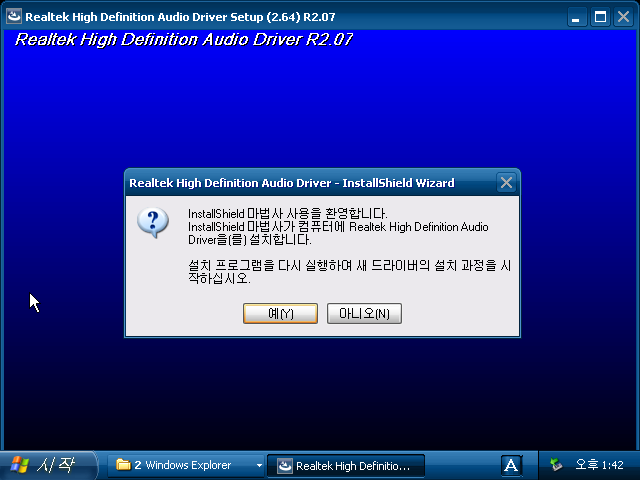 Realtek High Definition Audio Driver Setup (2.64) R2.07
Realtek High Definition Audio Driver R2.07
Realtek High Definition Audio Driver - InstallShield Wizard
InstallShield 마법사 사용을 환영합니다.
InstallShield 마법사가 컴퓨터에 Realtek High Definition Audio
Driver을(를) 설치합니다.
설치 프로그램을 다시 실행하여 새 드라이버의 설치 과정을 시
작하십시오.
예(Y) 아니오(N)
시작 2 Windows Explorer Realtek High Definitio... A 오후 1:42